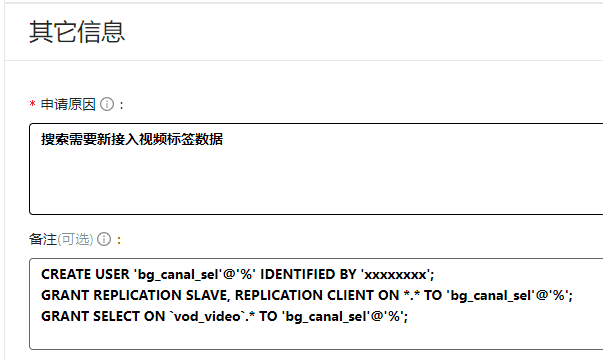 其它信息
* 申请原因 ⓘ :
搜索需要新接入视频标签数据
备注(可选) ⓘ :
CREATE USER 'bg_canal_sel'@'%' IDENTIFIED BY 'xxxxxxxx';
GRANT REPLICATION SLAVE, REPLICATION CLIENT ON *.* TO 'bg_canal_sel'@'%';
GRANT SELECT ON `vod_video`.* TO 'bg_canal_sel'@'%';